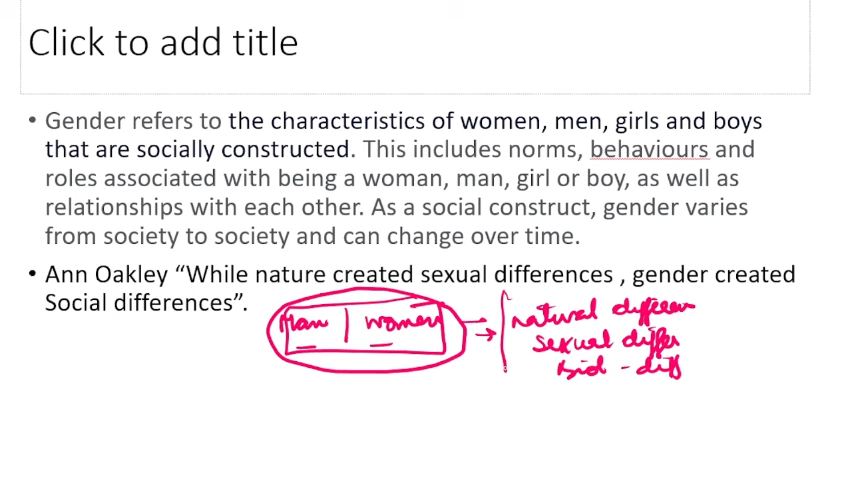 Click to add title
• Gender refers to the characteristics of women, men, girls and boys
that are socially constructed. This includes norms, behaviours and
roles associated with being a woman, man, girl or boy, as well as
relationships with each other. As a social construct, gender varies
from society to society and can change over time.
• Ann Oakley “While nature created sexual differences , gender created
Social differences”.
Man | women
natural differen
sexual differ
- diff